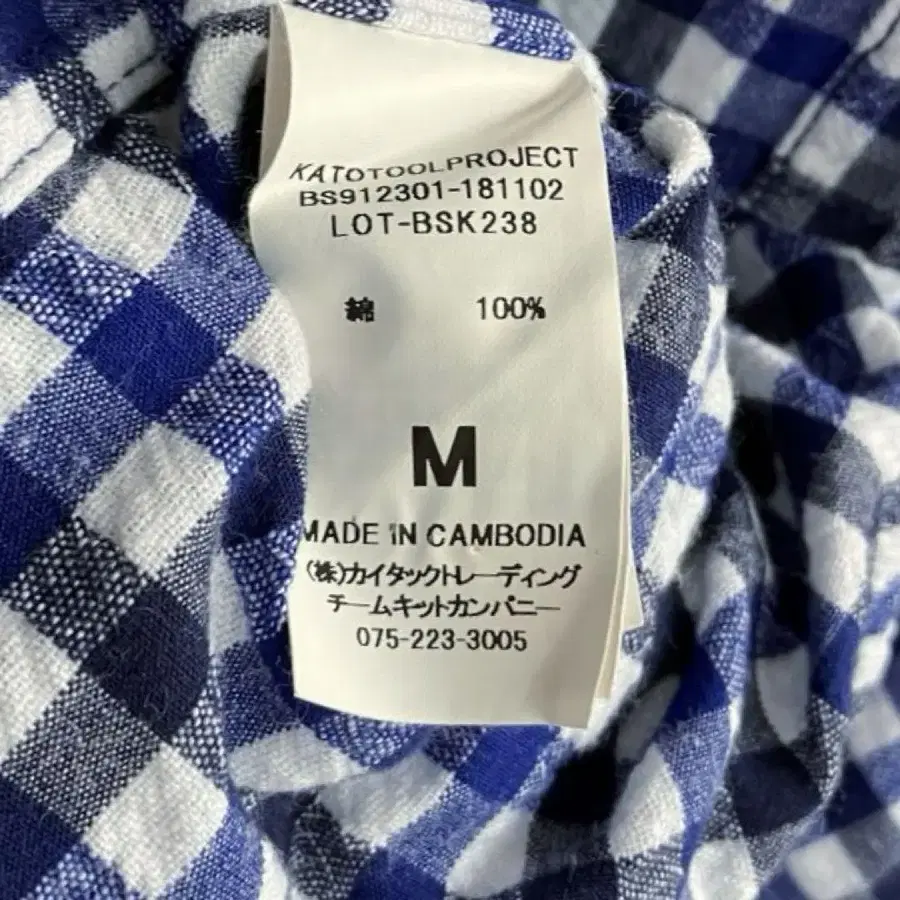 KATOTOOLPROJECT
BS912301-181102
LOT-BSK238
綿 100%
M
MADE IN CAMBODIA
(株)カイタックトレーディング
チームキットカンパニー
075-223-3005